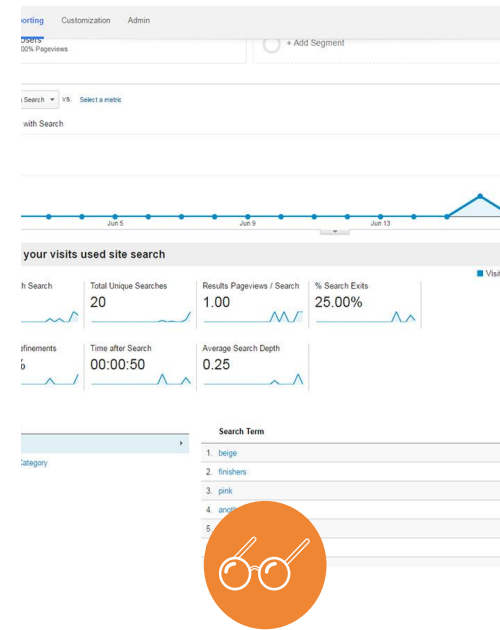 orting Customization Admin
Users
00% Pageviews
+ Add Segment
Search VS. Select a metric
with Search
Jun 5 Jun 9 Jun 13
your visits used site search
Visi
h Search Total Unique Searches Results Pageviews / Search % Search Exits
20 1.00 25.00%
efinements Time after Search Average Search Depth
% 00:00:50 0.25
Search Term
1. beige
Category
2. finishers
3. pink
4. anoth
5